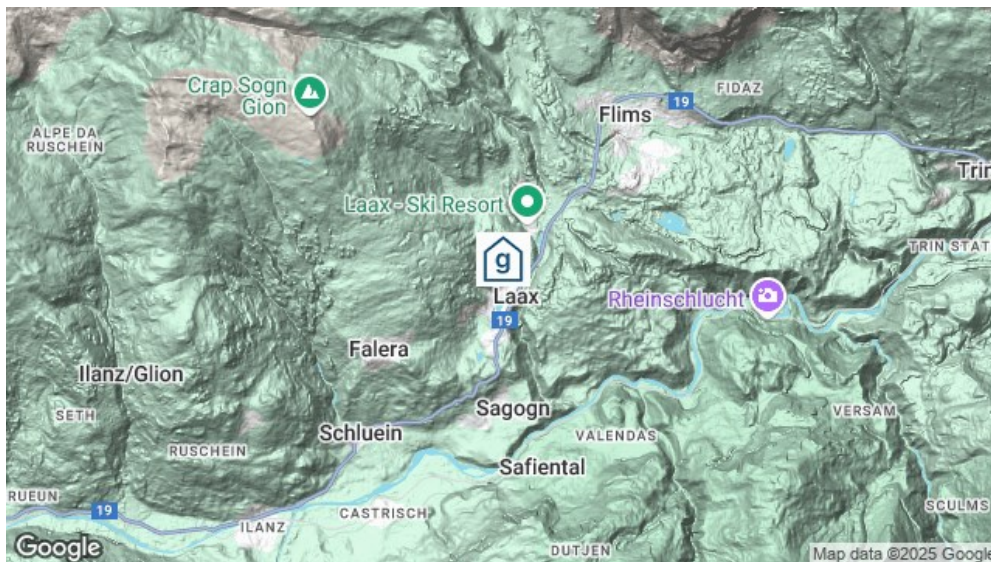 Crap Sogn
Gion
19
FIDAZ
Flims
ALPE DA
RUSCHEIN
Trin
Laax - Ski Resort
TRIN STAT
g
Laax
Rheinschlucht
19
Falera
Ilanz/Glion
SETH
Sagogn
VERSAM
Schluein
VALENDAS
RUSCHEIN
Safiental
RUEUN
19
CASTRISCH
SCULMS
ILANZ
DUTJEN
Google
Map data ©2025 Google